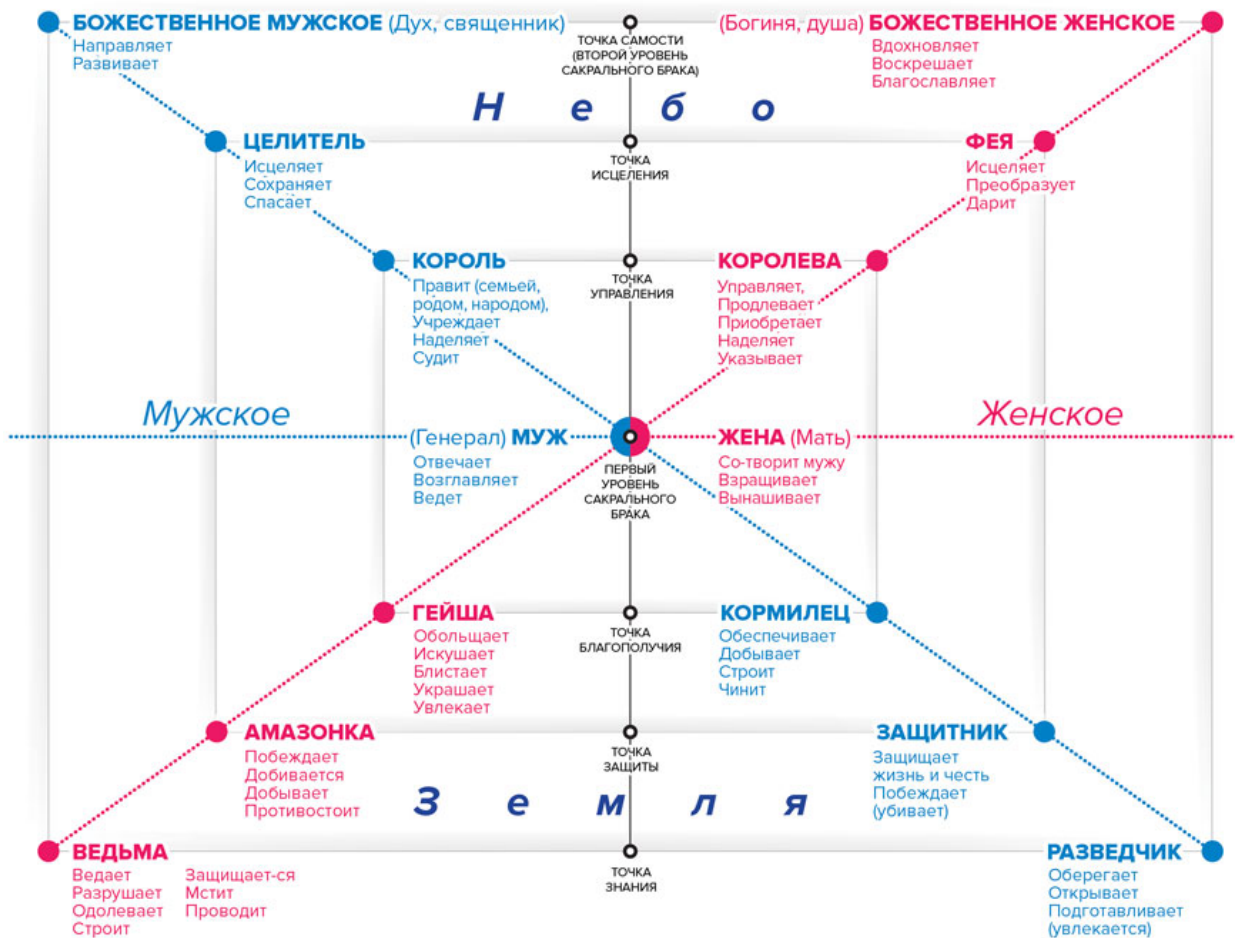 БОЖЕСТВЕННОЕ МУЖСКОЕ (Дух, священник)
Направляет
Развивает
ТОЧКА САМОСТИ
(ВТОРОЙ УРОВЕНЬ
САКРАЛЬНОГО БРАКА)
(Богиня, душа) БОЖЕСТВЕННОЕ ЖЕНСКОЕ
Вдохновляет
Воскрешает
Благославляет
Небо
ЦЕЛИТЕЛЬ
Исцеляет
Сохраняет
Спасает
ТОЧКА
ИСЦЕЛЕНИЯ
ФЕЯ
Исцеляет
Преобразует
Дарит
КОРОЛЬ
Правит (семьей,
родом, народом),
Учреждает
Наделяет
Судит
ТОЧКА
УПРАВЛЕНИЯ
КОРОЛЕВА
Управляет,
Продлевает
Приобретает
Наделяет
Указывает
Мужское
Женское
(Генерал) МУЖ
Отвечает
Возглавляет
Ведет
ПЕРВЫЙ
УРОВЕНЬ
САКРАЛЬНОГО
БРАКА
ЖЕНА (Мать)
Со-творит мужу
Взращивает
Вынашивает
ГЕЙША
Обольщает
Искушает
Блистает
Украшает
Увлекает
ТОЧКА
БЛАГОПОЛУЧИЯ
КОРМИЛЕЦ
Обеспечивает
Добывает
Строит
Чинит
АМАЗОНКА
Побеждает
Добивается
Добывает
Противостоит
ТОЧКА
ЗАЩИТЫ
ЗАЩИТНИК
Защищает
жизнь и честь
Побеждает
(убивает)
Земля
ВЕДЬМА
Ведает
Разрушает
Одолевает
Строит
Защищает-ся
Мстит
Проводит
ТОЧКА
ЗНАНИЯ
РАЗВЕДЧИК
Оберегает
Открывает
Подготавливает
(увлекается)